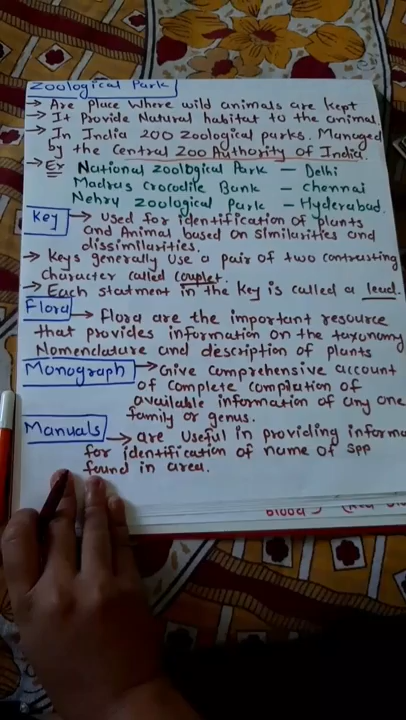 Zoological Park
→ Are Place Where wild animals are kept
→ It Provide Natural habitat to the animal
→ In India 200 Zoological parks. Managed
by the Central Zoo Authority of India.
→ Ex National Zoological Park – Delhi
Madras Crocodile Bank – Chennai
Nehry Zoological Park – Hyderabad.
Key → Used for identification of plants
and Animal based on similarities and
dissimilarities.
→ Keys generally Use a pair of two contrasting
character called couplet.
→ Each statment in the Key is called a lead.
Flora → Flora are the important resource
that provides information on the taxonomy
Nomenclature and description of plants
Monograph → Give comprehensive account
of complete compilation of
available information of any one
family or genus.
Manuals → are useful in providing informa
for identification of name of spp
found in area.